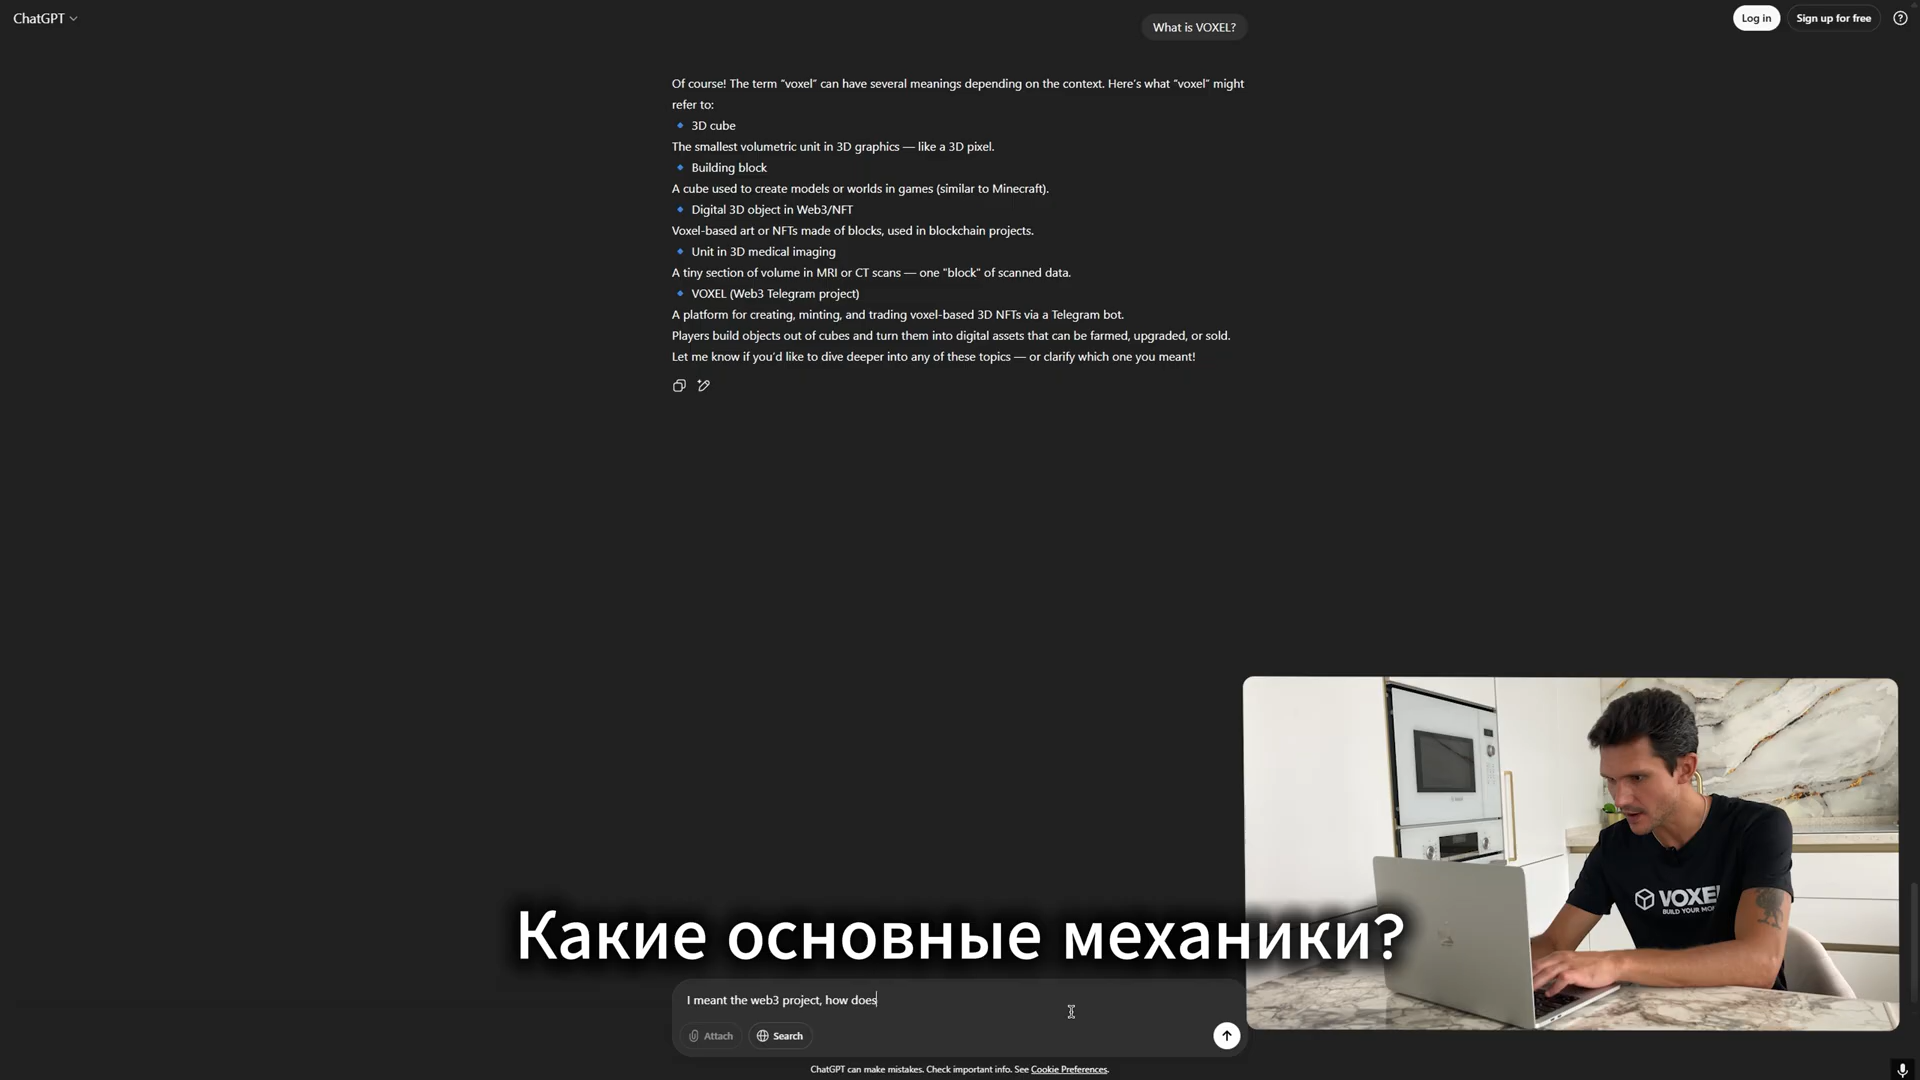 ChatGPT
Log in
Sign up for free
What is VOXEL?
Of course! The term "voxel" can have several meanings depending on the context. Here's what "voxel" might
refer to:
3D cube
The smallest volumetric unit in 3D graphics — like a 3D pixel.
Building block
A cube used to create models or worlds in games (similar to Minecraft).
Digital 3D object in Web3/NFT
Voxel-based art or NFTs made of blocks, used in blockchain projects.
Unit in 3D medical imaging
A tiny section of volume in MRI or CT scans — one "block" of scanned data.
VOXEL (Web3 Telegram project)
A platform for creating, minting, and trading voxel-based 3D NFTs via a Telegram bot.
Players build objects out of cubes and turn them into digital assets that can be farmed, upgraded, or sold.
Let me know if you'd like to dive deeper into any of these topics — or clarify which one you meant!
VOXEL
BUILD YOUR
Какие основные механики?
I meant the web3 project, how does
Attach
Search
ChatGPT can make mistakes. Check important info. See Cookie Preferences.